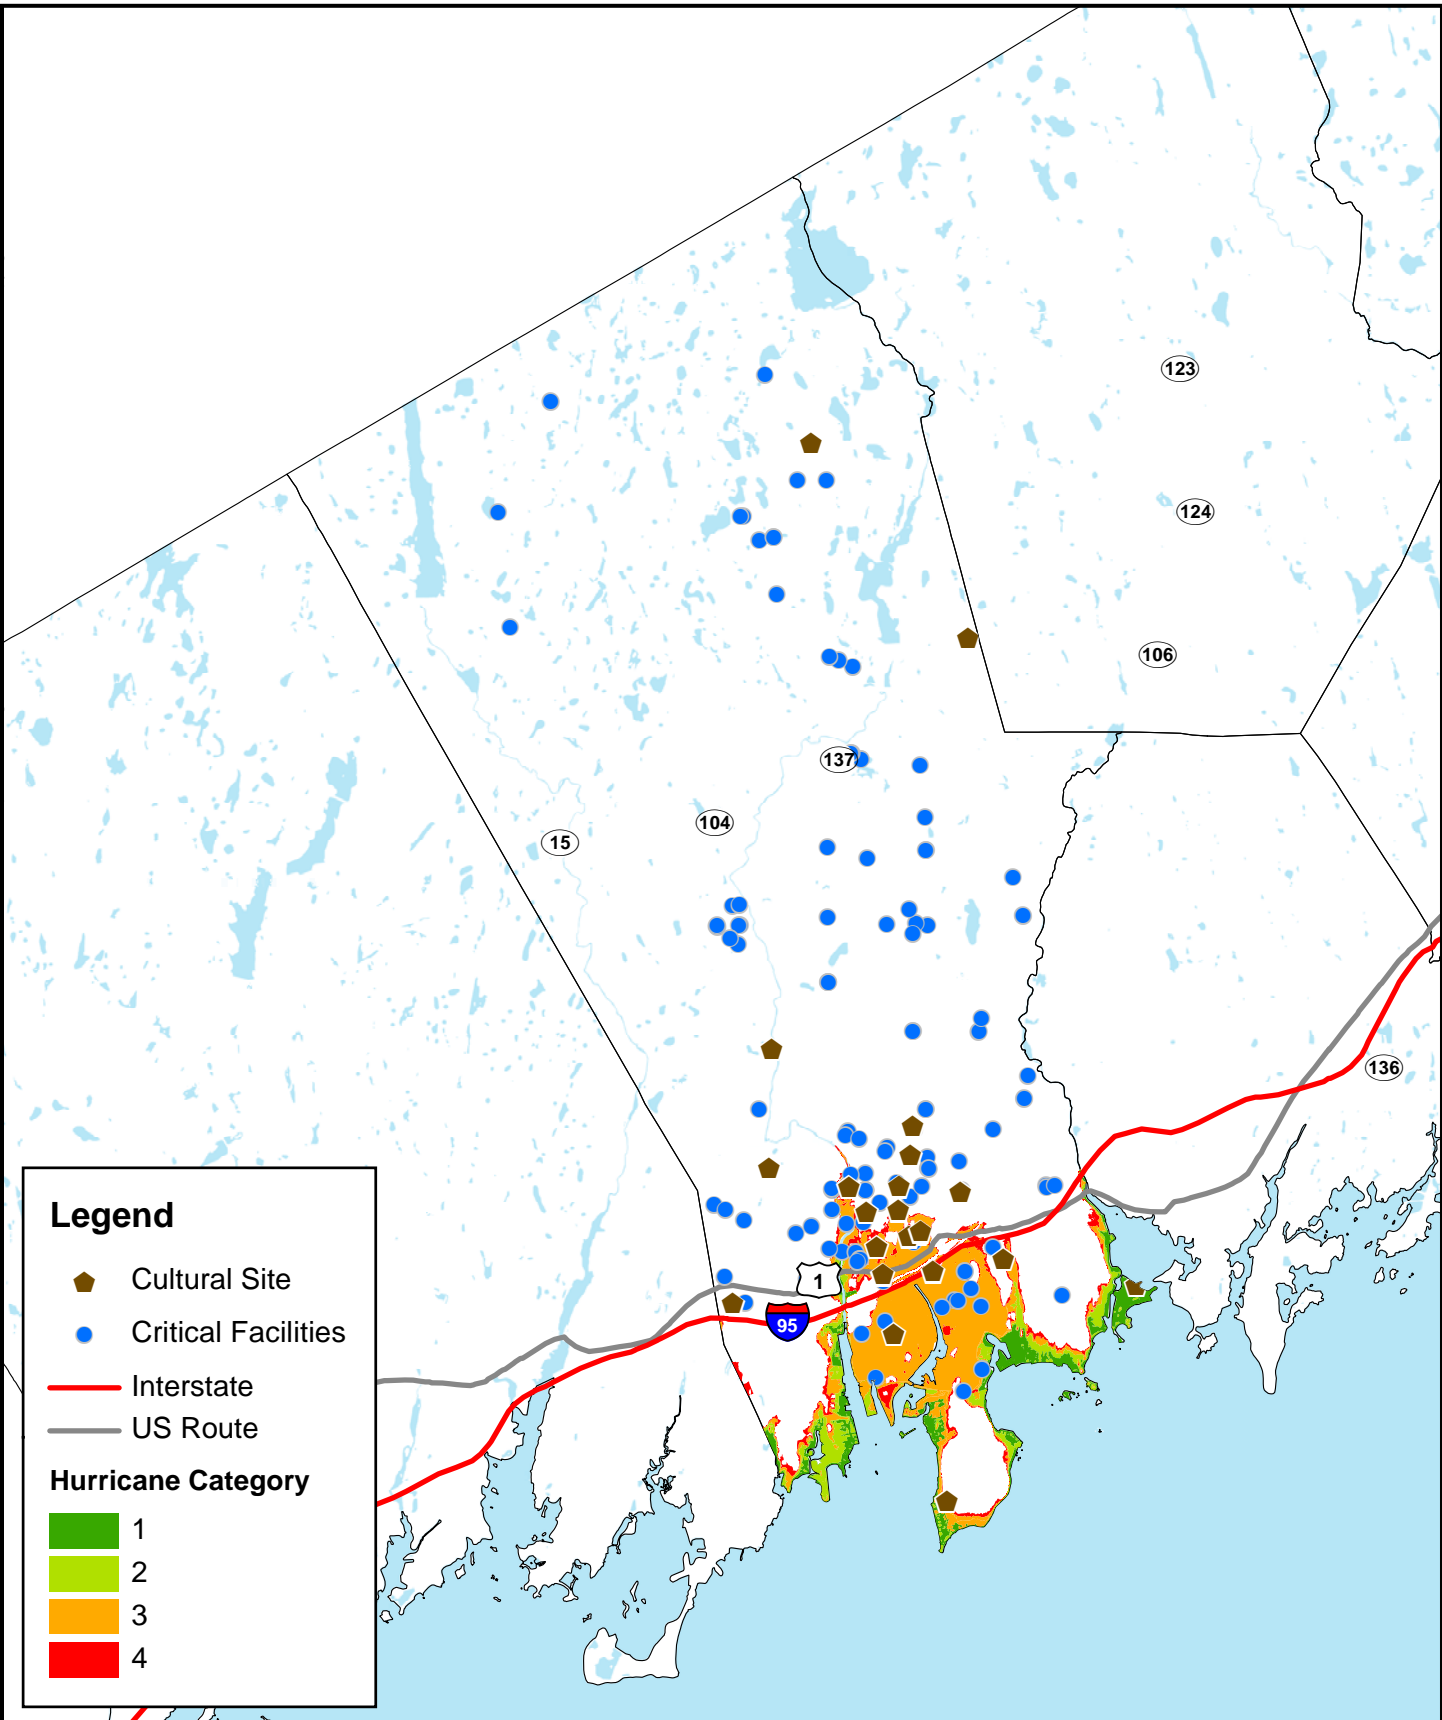 123
124
106
137
104
15
136
1
95
Legend
Cultural Site
Critical Facilities
Interstate
US Route
Hurricane Category
1
2
3
4